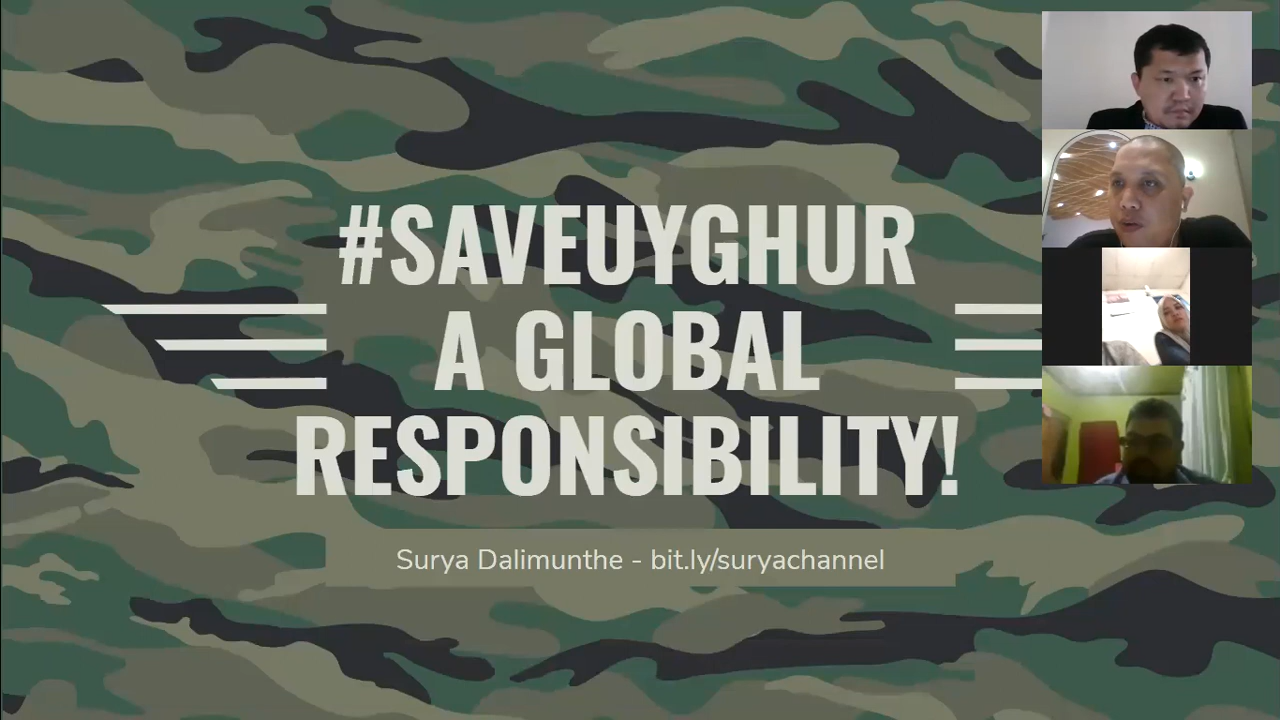 #SAVEUYGHUR
A GLOBAL
RESPONSIBILITY!
Surya Dalimunthe - bit.ly/suryachannel